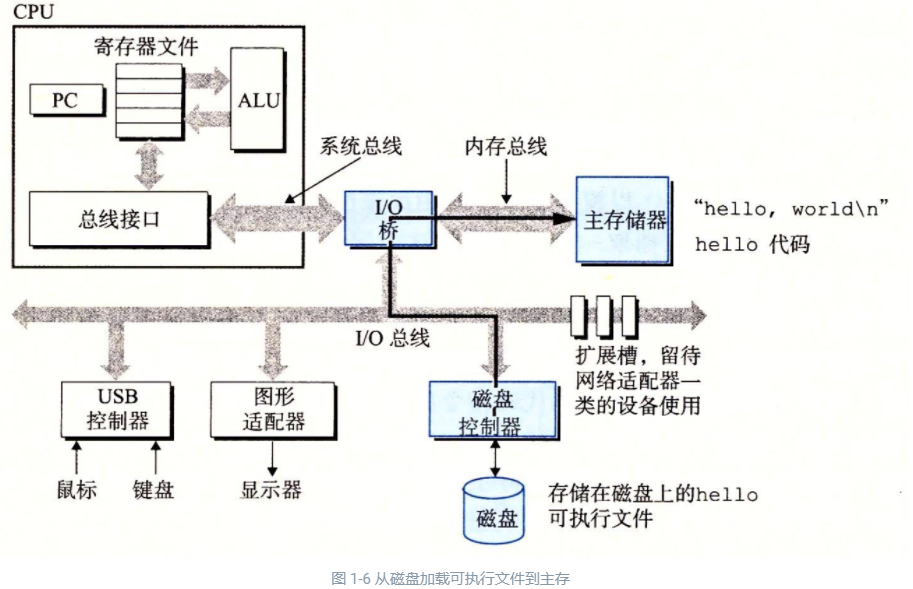 CPU
寄存器文件
PC
ALU
系统总线
内存总线
总线接口
I/O
桥
主存储器
“hello, world\n”
hello 代码
I/O 总线
扩展槽，留待
网络适配器一
类的设备使用
USB
控制器
图形
适配器
磁盘
控制器
鼠标
键盘
显示器
磁盘
存储在磁盘上的hello
可执行文件
图 1-6 从磁盘加载可执行文件到主存